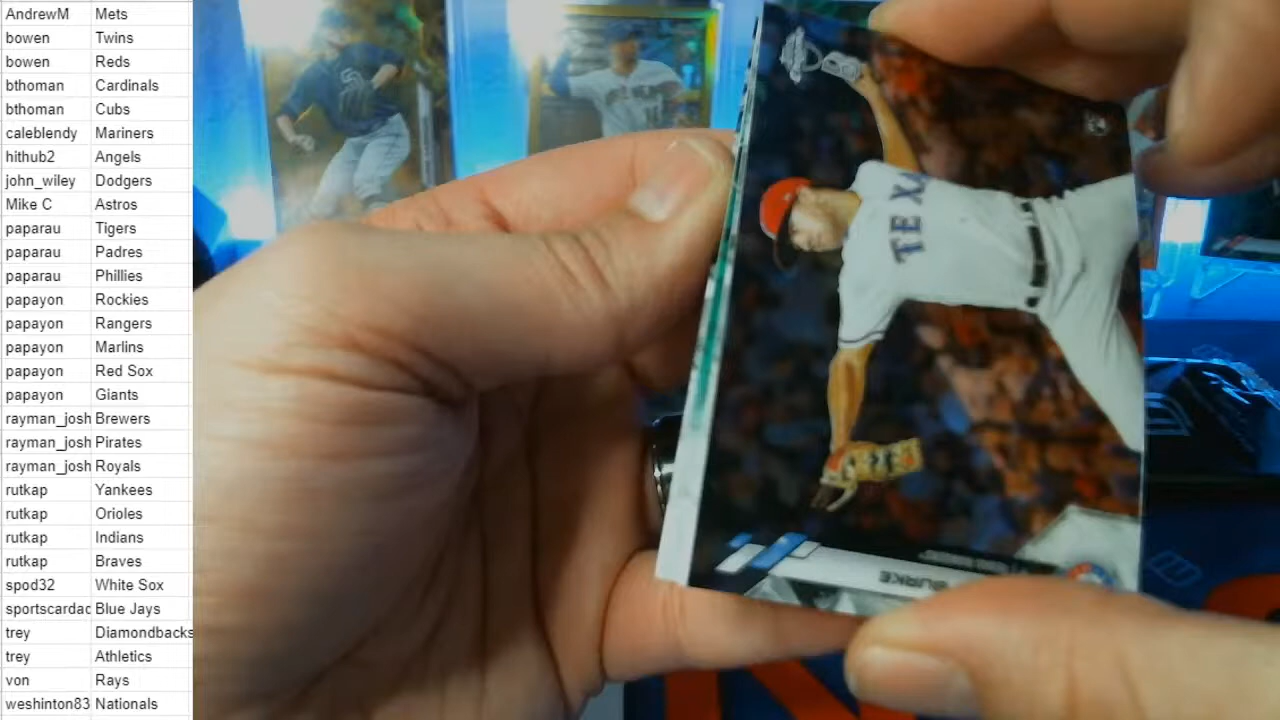 AndrewM Mets
bowen Twins
bowen Reds
bthoman Cardinals
bthoman Cubs
caleblendy Mariners
hithub2 Angels
john_wiley Dodgers
Mike C Astros
paparau Tigers
paparau Padres
paparau Phillies
papayon Rockies
papayon Rangers
papayon Marlins
papayon Red Sox
papayon Giants
rayman_josh Brewers
rayman_josh Pirates
rayman_josh Royals
rutkap Yankees
rutkap Orioles
rutkap Indians
rutkap Braves
spod32 White Sox
sportscardac Blue Jays
trey Diamondbacks
trey Athletics
von Rays
weshinton83 Nationals
TEXA
BURKE